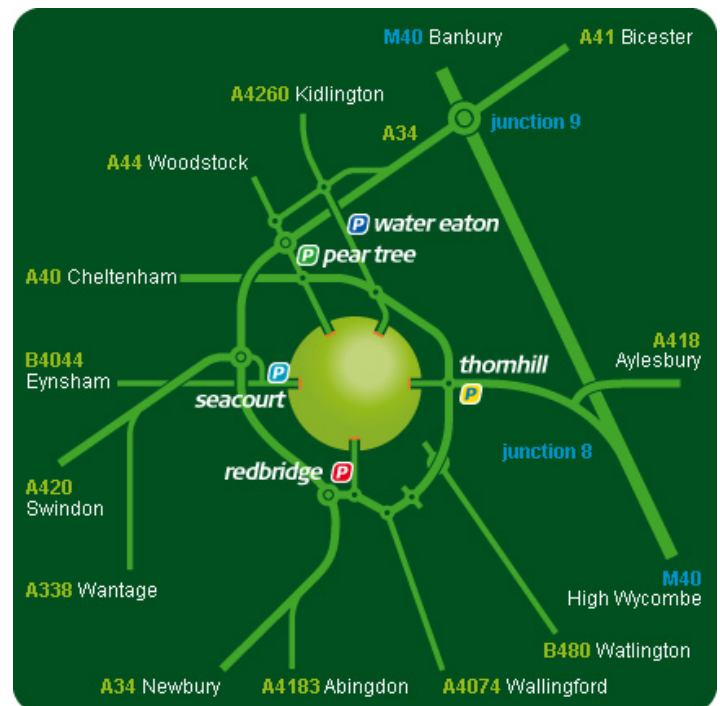 M40 Banbury
A41 Bicester
A4260 Kidlington
junction 9
A34
A44 Woodstock
P water eaton
P pear tree
A40 Cheltenham
A418
Aylesbury
B4044
Eynsham
P
seacourt
thornhill
P
junction 8
redbridge P
A420
Swindon
A338 Wantage
M40
High Wycombe
B480 Watlington
A34 Newbury
A4183 Abingdon
A4074 Wallingford